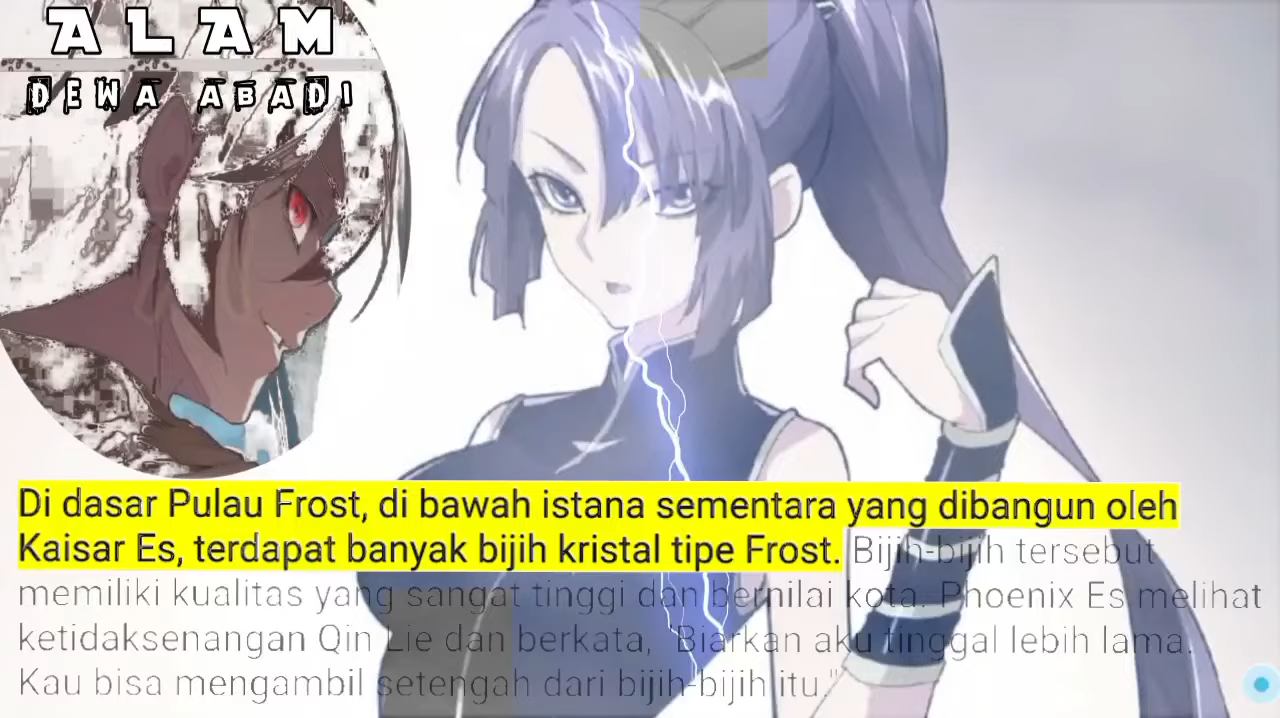 ALAM
DEWA ABADI
Di dasar Pulau Frost, di bawah istana sementara yang dibangun oleh
Kaisar Es, terdapat banyak bijih kristal tipe Frost. Bijih-bijih tersebut
memiliki kualitas yang sangat tinggi dan bernilai kota. Phoenix Es melihat
ketidaksenangan Qin Lie dan berkata, "Biarkan aku tinggal lebih lama.
Kau bisa mengambil setengah dari bijih-bijih itu."